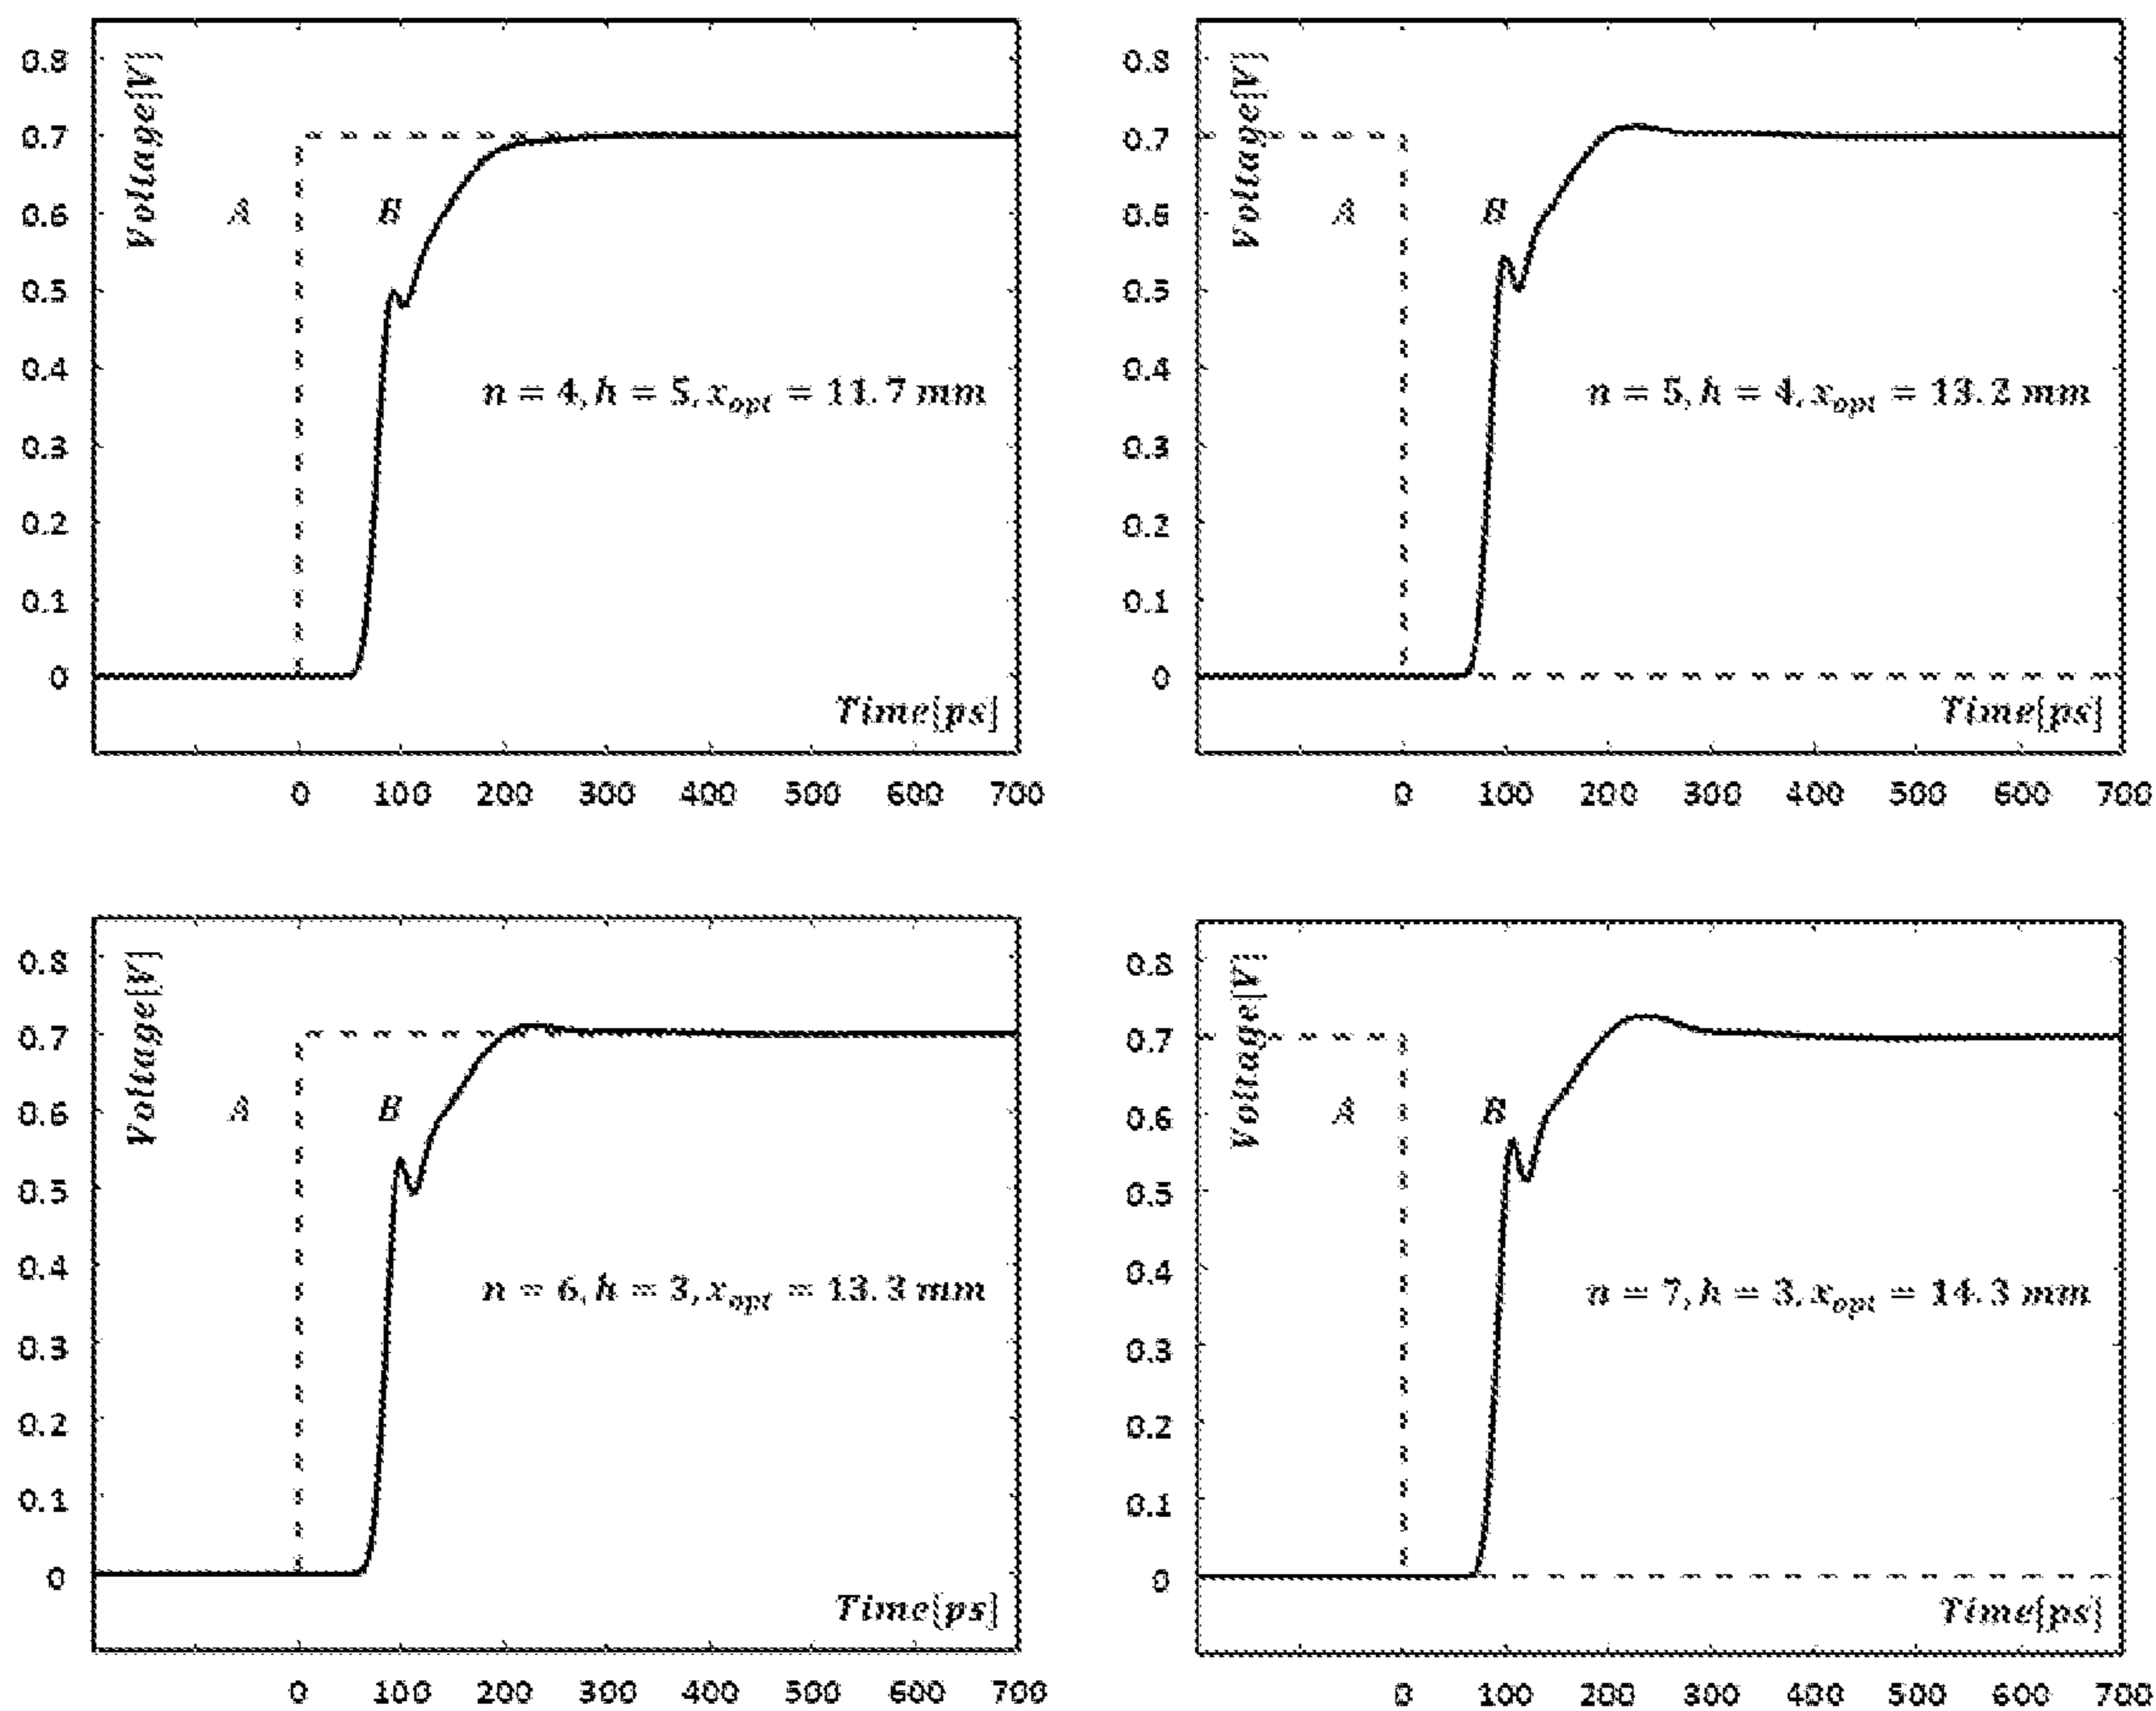 0.8
0.7
0.6
0.5
0.4
0.3
0.2
0.1
0
Voltage[V]
A
B
n = 4, h = 5, x_opt = 11.7 mm
Time[ps]
0 100 200 300 400 500 600 700
0.8
0.7
0.6
0.5
0.4
0.3
0.2
0.1
0
Voltage[V]
A
B
n = 5, h = 4, x_opt = 13.2 mm
Time[ps]
0 100 200 300 400 500 600 700
0.8
0.7
0.6
0.5
0.4
0.3
0.2
0.1
0
Voltage[V]
A
B
n = 6, h = 3, x_opt = 13.3 mm
Time[ps]
0 100 200 300 400 500 600 700
0.8
0.7
0.6
0.5
0.4
0.3
0.2
0.1
0
Voltage[V]
A
B
n = 7, h = 3, x_opt = 14.3 mm
Time[ps]
0 100 200 300 400 500 600 700